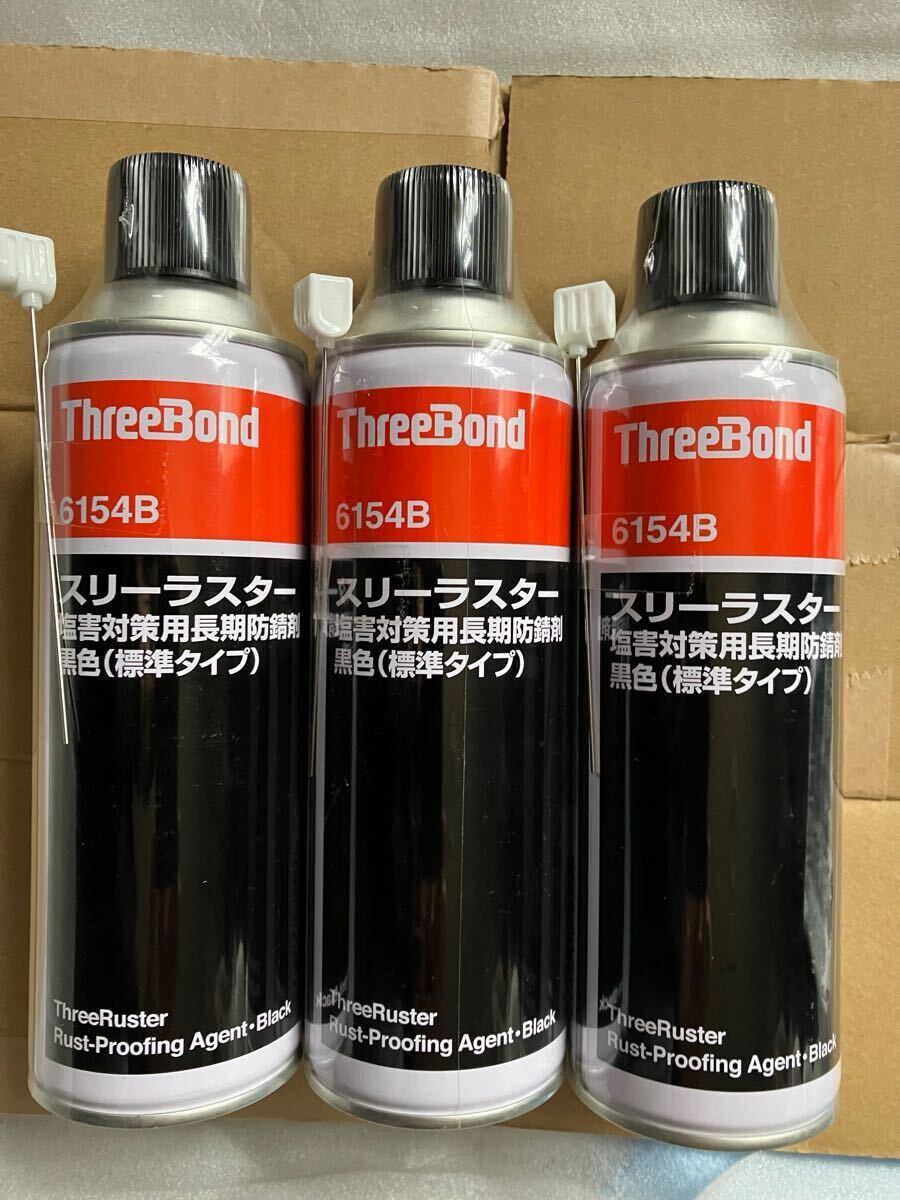 ThreeBond
6154B
スリーラスター
塩害対策用長期防錆剤
黒色(標準タイプ)
ThreeRuster
Rust-Proofing Agent・Black
ThreeBond
6154B
スリーラスター
塩害対策用長期防錆剤
黒色(標準タイプ)
ThreeRuster
Rust-Proofing Agent・Black
ThreeBond
6154B
スリーラスター
塩害対策用長期防錆剤
黒色(標準タイプ)
ThreeRuster
Rust-Proofing Agent・Black